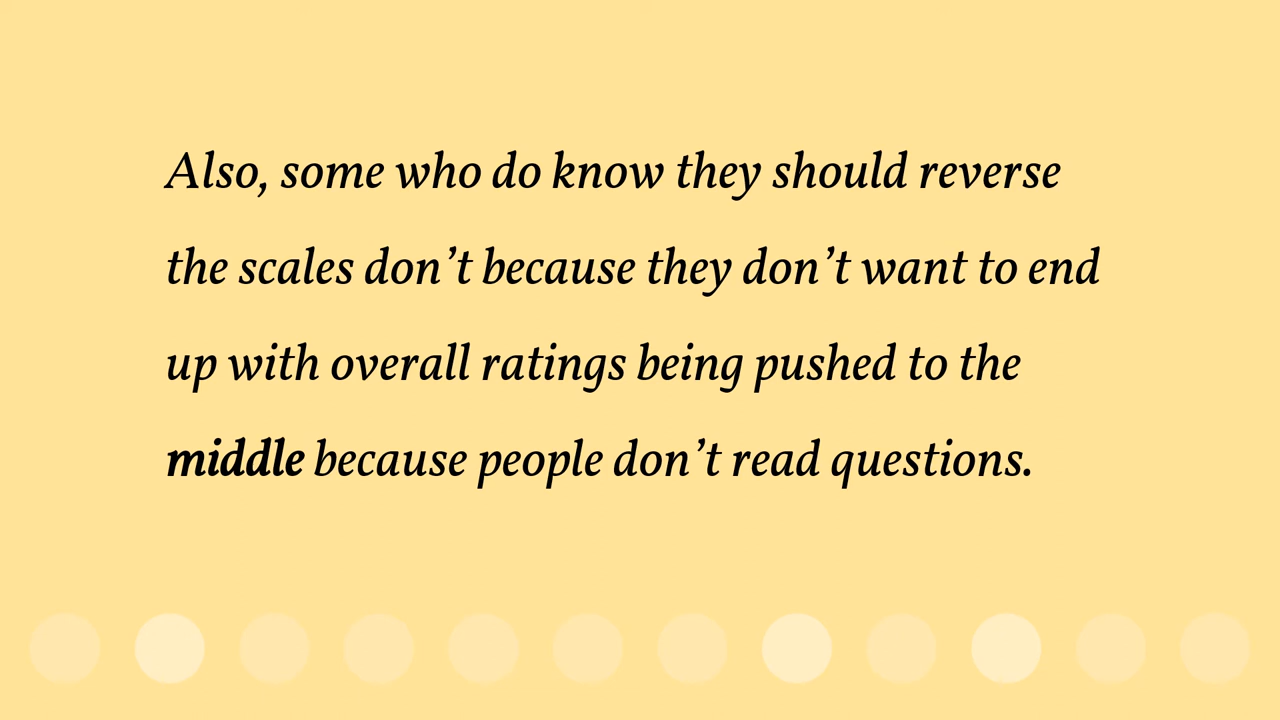 Also, some who do know they should reverse
the scales don’t because they don’t want to end
up with overall ratings being pushed to the
middle because people don’t read questions.